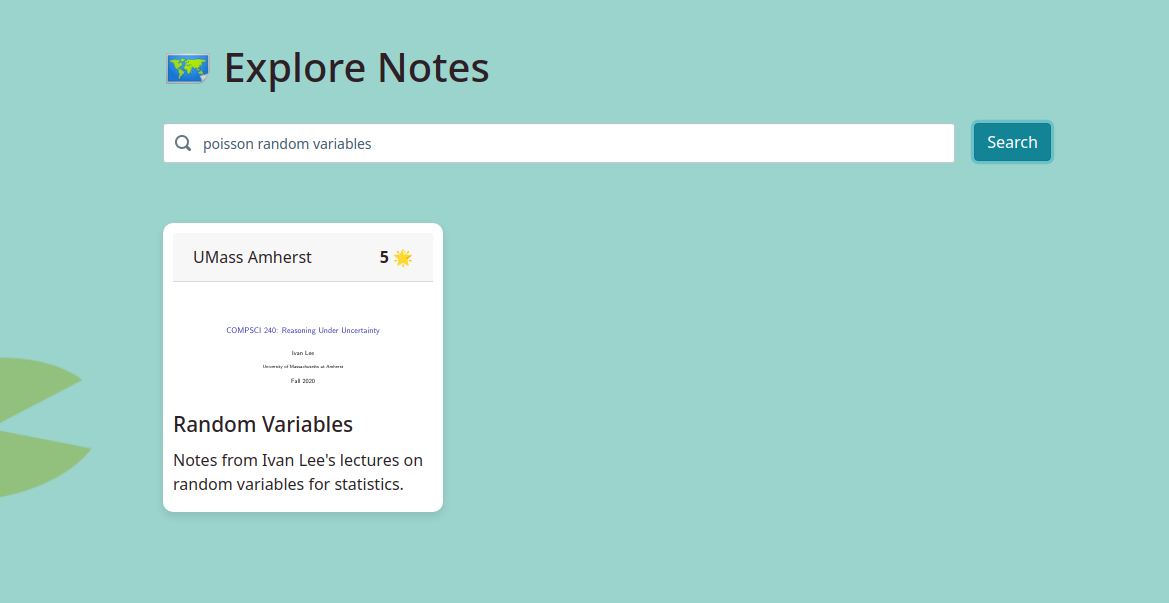 Explore Notes
poisson random variables
Search
UMass Amherst
5
COMPSCI 240: Reasoning Under Uncertainty
Ivan Lee
University of Massachusetts at Amherst
Fall 2020
Random Variables
Notes from Ivan Lee's lectures on
random variables for statistics.